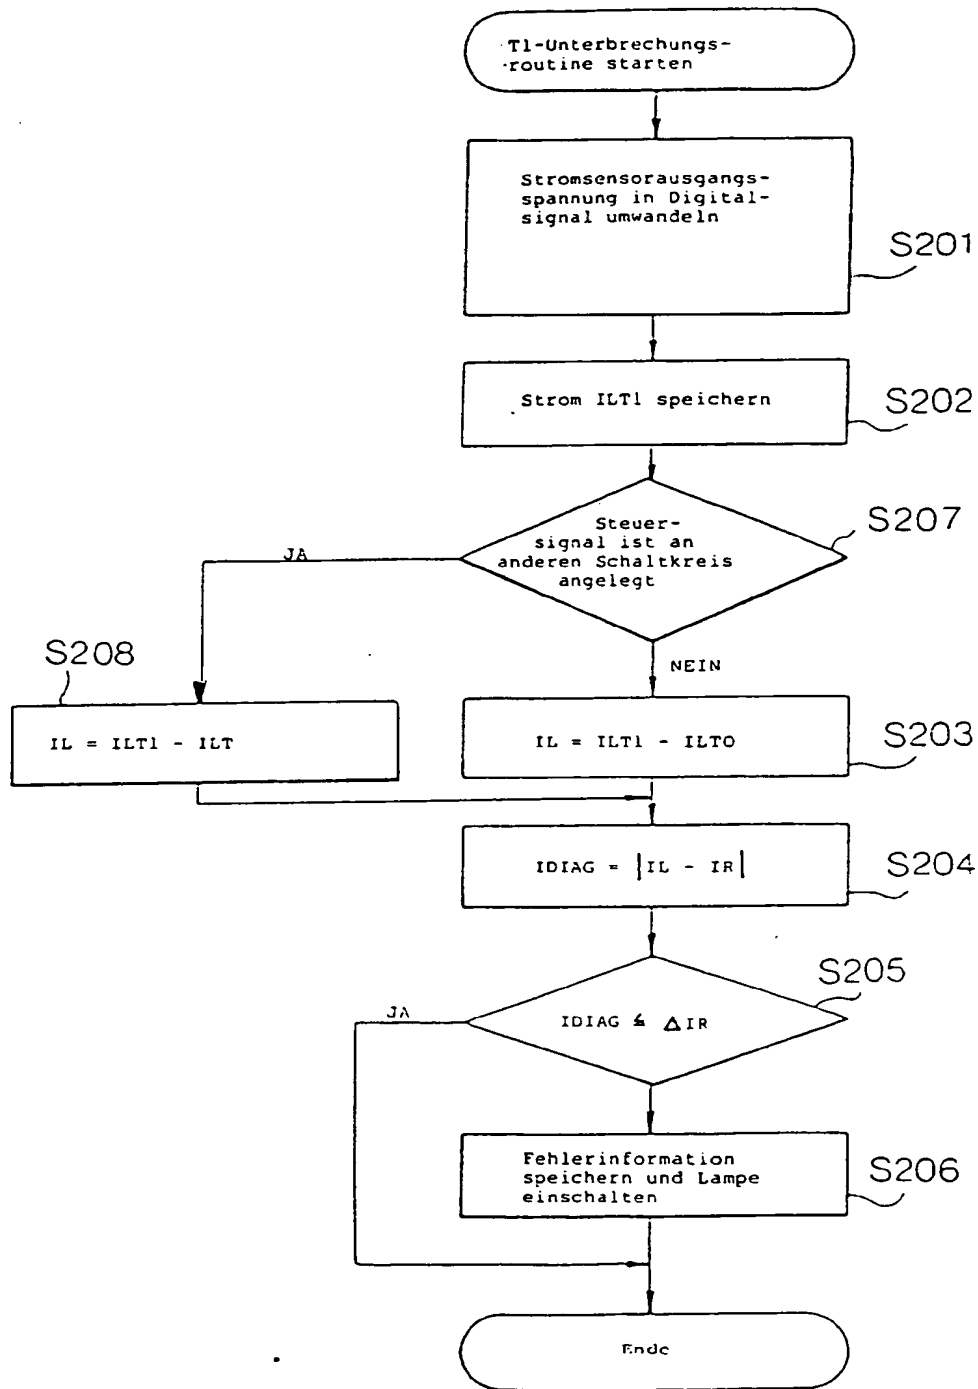 T1-Unterbrechungs-
routine starten
Stromsensorausgangs-
spannung in Digital-
signal umwandeln
S201
Strom ILT1 speichern
S202
Steuer-
signal ist an
anderen Schaltkreis
angelegt
S207
JA
NEIN
S208
IL = ILT1 - ILT
IL = ILT1 - ILT0
S203
IDIAG = |IL - IR|
S204
JA
IDIAG ≦ ΔIR
S205
Fehlerinformation
speichern und Lampe
einschalten
S206
Ende